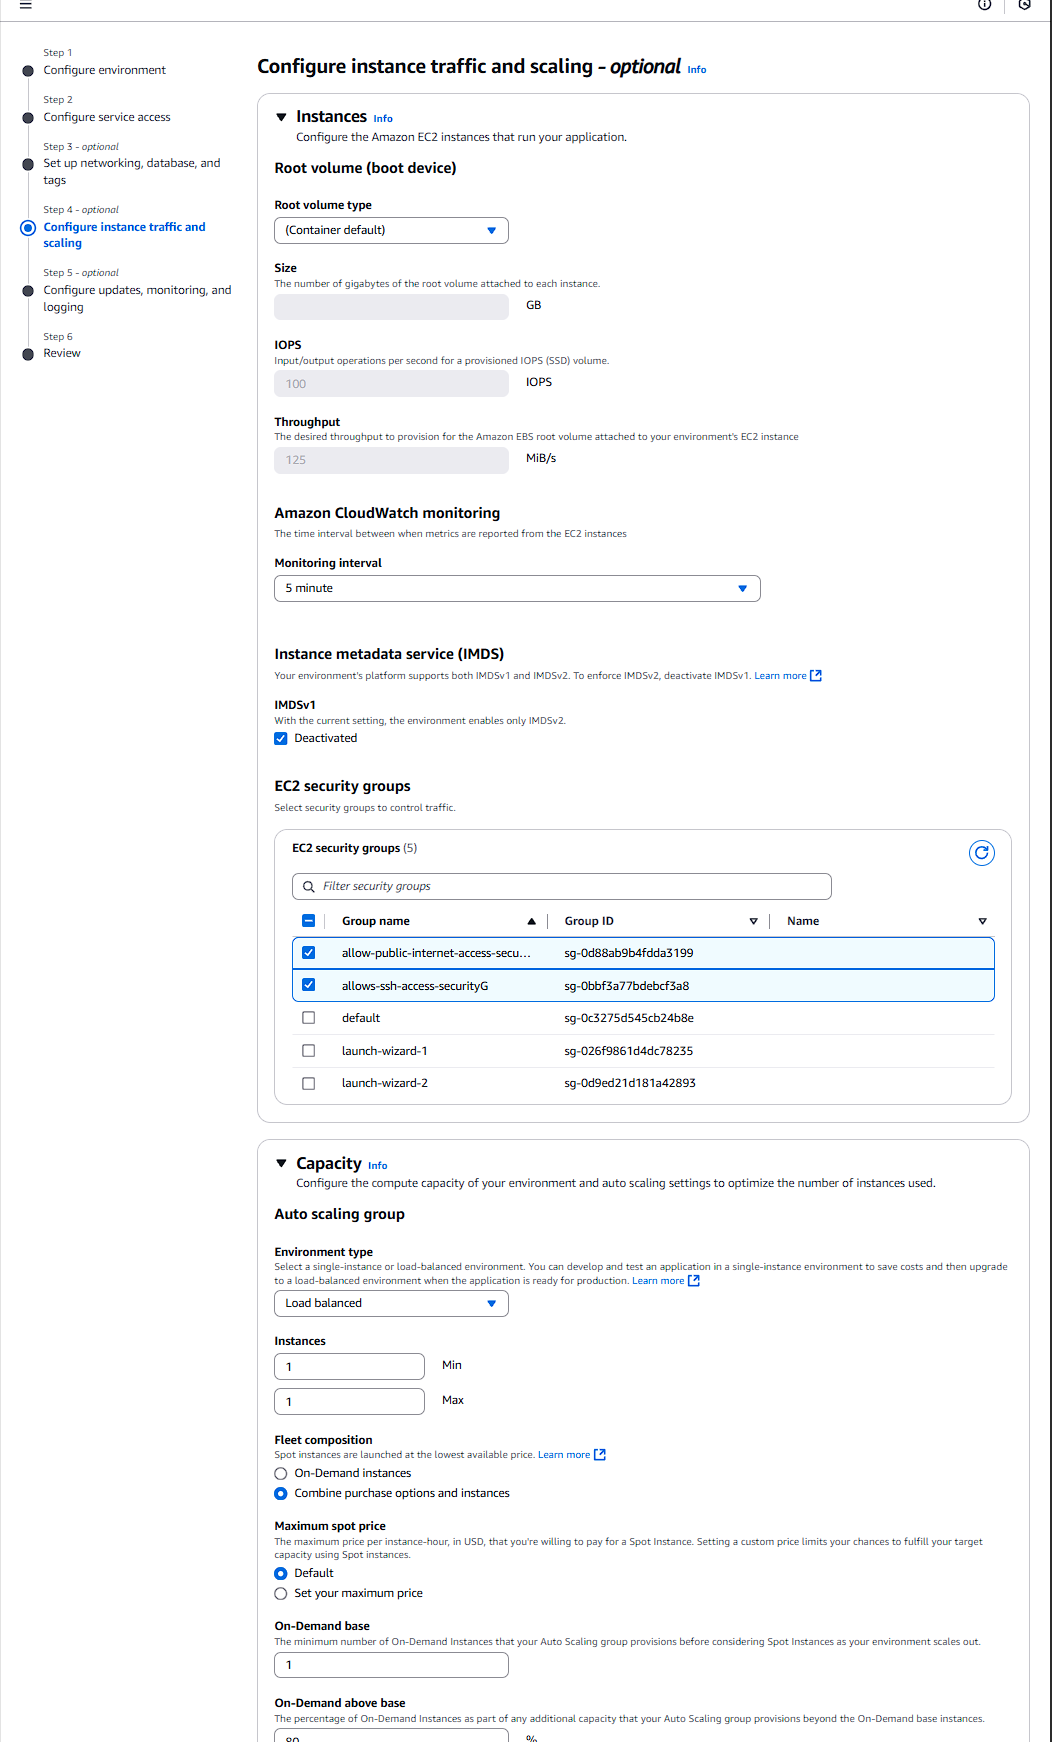 Step 1
Configure environment
Step 2
Configure service access
Step 3 - optional
Set up networking, database, and
tags
Step 4 - optional
Configure instance traffic and
scaling
Step 5 - optional
Configure updates, monitoring, and
logging
Step 6
Review
Configure instance traffic and scaling - optional Info
Instances Info
Configure the Amazon EC2 instances that run your application.
Root volume (boot device)
Root volume type
(Container default)
Size
The number of gigabytes of the root volume attached to each instance.
GB
IOPS
Input/output operations per second for a provisioned IOPS (SSD) volume.
100 IOPS
Throughput
The desired throughput to provision for the Amazon EBS root volume attached to your environment's EC2 instance
125 MiB/s
Amazon CloudWatch monitoring
The time interval between when metrics are reported from the EC2 instances
Monitoring interval
5 minute
Instance metadata service (IMDS)
Your environment's platform supports both IMDSv1 and IMDSv2. To enforce IMDSv2, deactivate IMDSv1. Learn more
IMDSv1
With the current setting, the environment enables only IMDSv2.
Deactivated
EC2 security groups
Select security groups to control traffic.
EC2 security groups (5)
Filter security groups
Group name Group ID Name
allow-public-internet-access-secu... sg-0d88ab9b4fdda3199
allows-ssh-access-securityG sg-0bbf3a77bdebcf3a8
default sg-0c3275d545cb24b8e
launch-wizard-1 sg-026f9861d4dc78235
launch-wizard-2 sg-0d9ed21d181a42893
Capacity Info
Configure the compute capacity of your environment and auto scaling settings to optimize the number of instances used.
Auto scaling group
Environment type
Select a single-instance or load-balanced environment. You can develop and test an application in a single-instance environment to save costs and then upgrade
to a load-balanced environment when the application is ready for production. Learn more
Load balanced
Instances
1 Min
1 Max
Fleet composition
Spot instances are launched at the lowest available price. Learn more
On-Demand instances
Combine purchase options and instances
Maximum spot price
The maximum price per instance-hour, in USD, that you're willing to pay for a Spot Instance. Setting a custom price limits your chances to fulfill your target
capacity using Spot instances.
Default
Set your maximum price
On-Demand base
The minimum number of On-Demand Instances that your Auto Scaling group provisions before considering Spot Instances as your environment scales out.
1
On-Demand above base
The percentage of On-Demand Instances as part of any additional capacity that your Auto Scaling group provisions beyond the On-Demand base instances.
%